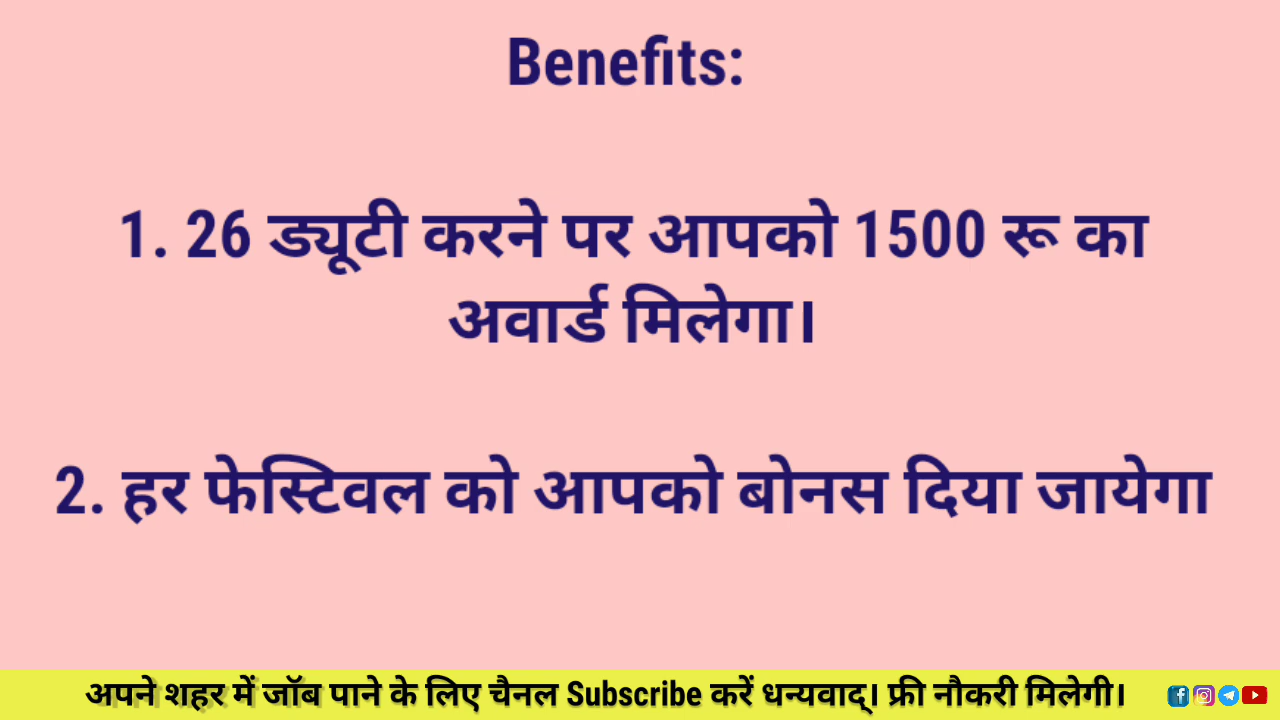 Benefits:
1. 26 ड्यूटी करने पर आपको 1500 रू का
अवार्ड मिलेगा।
2. हर फेस्टिवल को आपको बोनस दिया जायेगा
अपने शहर में जॉब पाने के लिए चैनल Subscribe करें धन्यवाद्। फ्री नौकरी मिलेगी।